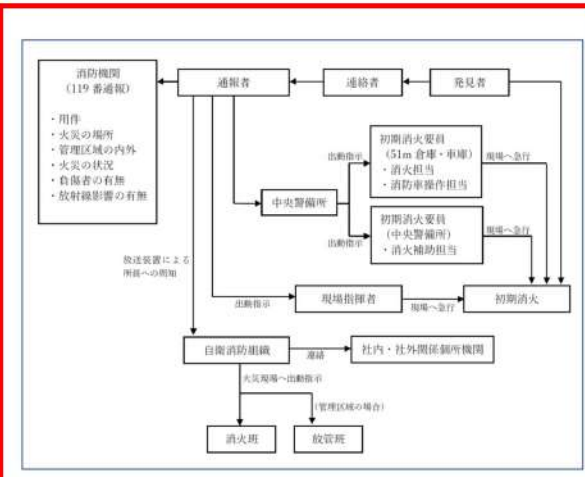 消防機関
(119 番通報)
・用件
・火災の場所
・管理区域の内外
・火災の状況
・負傷者の有無
・放射線影響の有無
通報者
連絡者
発見者
出動指示
初期消火要員
(51m 倉庫・車庫)
・消火担当
・消防車操作担当
現場へ急行
中央警備所
初期消火要員
(中央警備所)
・消火補助担当
出動指示
現場へ急行
放送装置による
所員への周知
出動指示
現場指揮者
現場へ急行
初期消火
自衛消防組織
連絡
社内・社外関係個所機関
火災現場へ出動指示
(管理区域の場合)
消火班
放管班